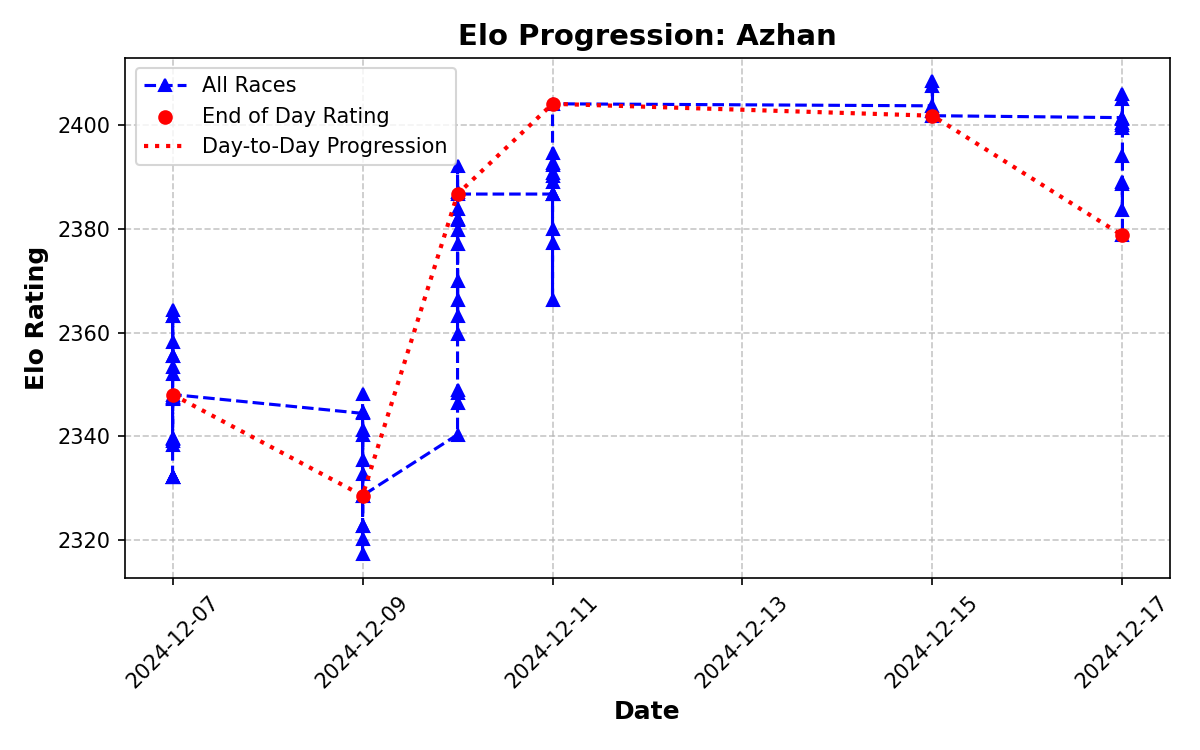 Elo Progression: Azhan
All Races
End of Day Rating
Day-to-Day Progression
Elo Rating
2400
2380
2360
2340
2320
2024-12-07
2024-12-09
2024-12-11
2024-12-13
2024-12-15
2024-12-17
Date